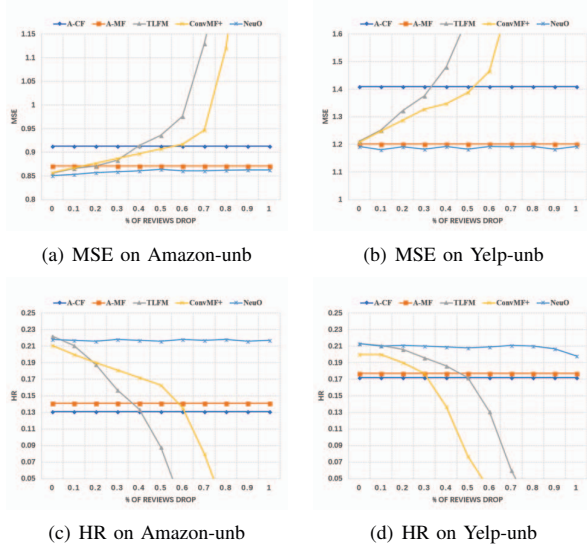 A-CF A-MF TLFM ConvMF+ NeuO
1.15
1.1
1.05
1
0.95
0.9
0.85
0.8
MSE
0 0.1 0.2 0.3 0.4 0.5 0.6 0.7 0.8 0.9 1
% OF REVIEWS DROP
(a) MSE on Amazon-unb
A-CF A-MF TLFM ConvMF+ NeuO
1.6
1.5
1.4
1.3
1.2
1.1
1
MSE
0 0.1 0.2 0.3 0.4 0.5 0.6 0.7 0.8 0.9 1
% OF REVIEWS DROP
(b) MSE on Yelp-unb
A-CF A-MF TLFM ConvMF+ NeuO
0.25
0.23
0.21
0.19
0.17
0.15
0.13
0.11
0.09
0.07
0.05
HR
0 0.1 0.2 0.3 0.4 0.5 0.6 0.7 0.8 0.9 1
% OF REVIEWS DROP
(c) HR on Amazon-unb
A-CF A-MF TLFM ConvMF+ NeuO
0.25
0.23
0.21
0.19
0.17
0.15
0.13
0.11
0.09
0.07
0.05
HR
0 0.1 0.2 0.3 0.4 0.5 0.6 0.7 0.8 0.9 1
% OF REVIEWS DROP
(d) HR on Yelp-unb